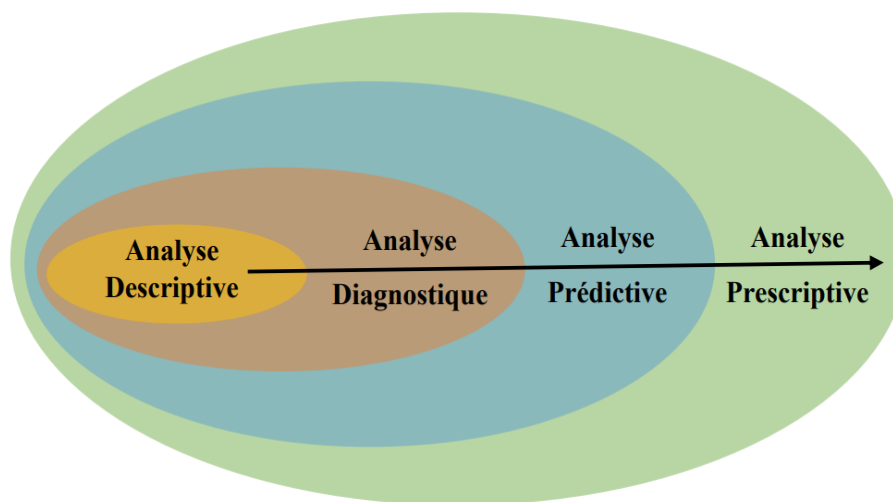 Analyse
Descriptive
Analyse
Diagnostique
Analyse
Prédictive
Analyse
Prescriptive